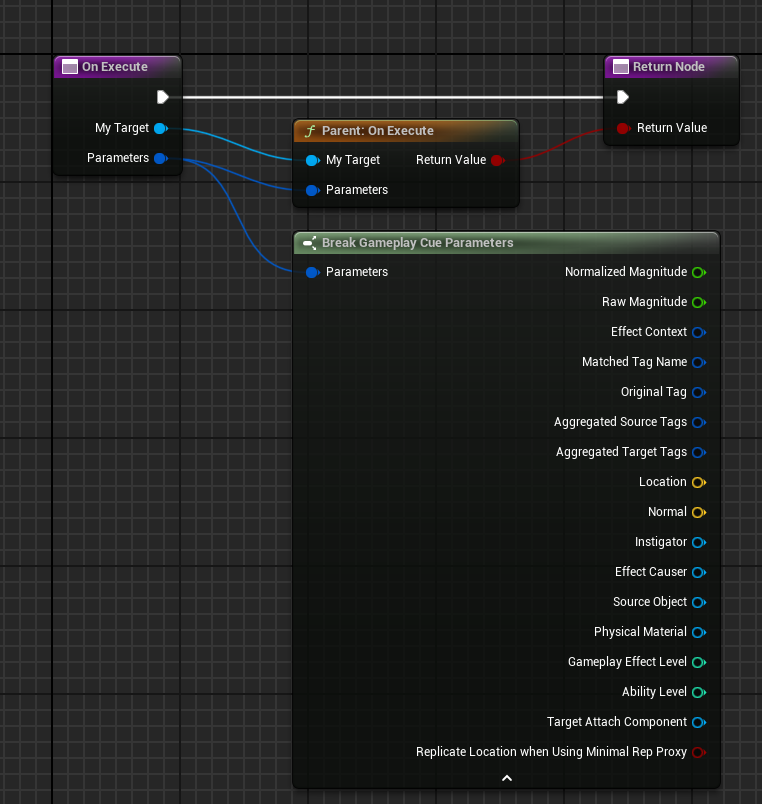 On Execute
My Target
Parameters
Parent: On Execute
My Target
Return Value
Parameters
Return Node
Return Value
Break Gameplay Cue Parameters
Parameters
Normalized Magnitude
Raw Magnitude
Effect Context
Matched Tag Name
Original Tag
Aggregated Source Tags
Aggregated Target Tags
Location
Normal
Instigator
Effect Causer
Source Object
Physical Material
Gameplay Effect Level
Ability Level
Target Attach Component
Replicate Location when Using Minimal Rep Proxy